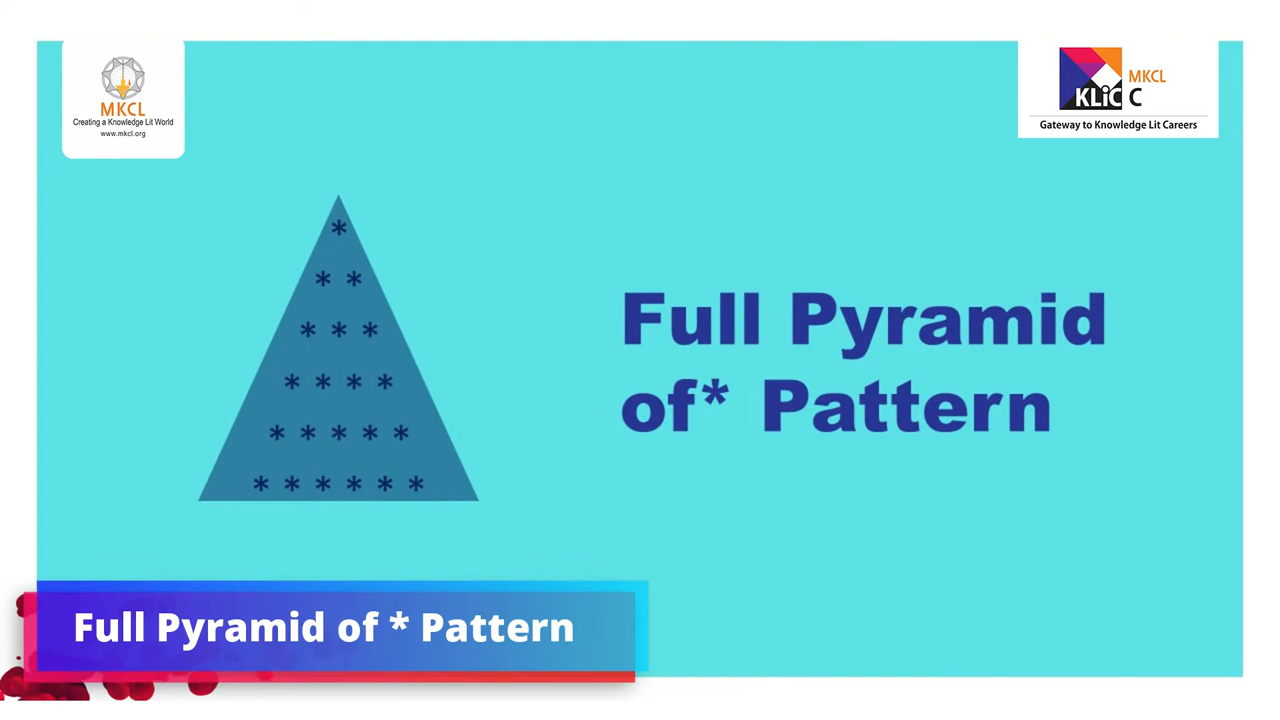 MKCL
Creating a Knowledge Lit World
www.mkcl.org
KLiC C
MKCL
Gateway to Knowledge Lit Careers
*
* *
* * *
* * * *
* * * * *
* * * * * *
Full Pyramid
of* Pattern
Full Pyramid of * Pattern